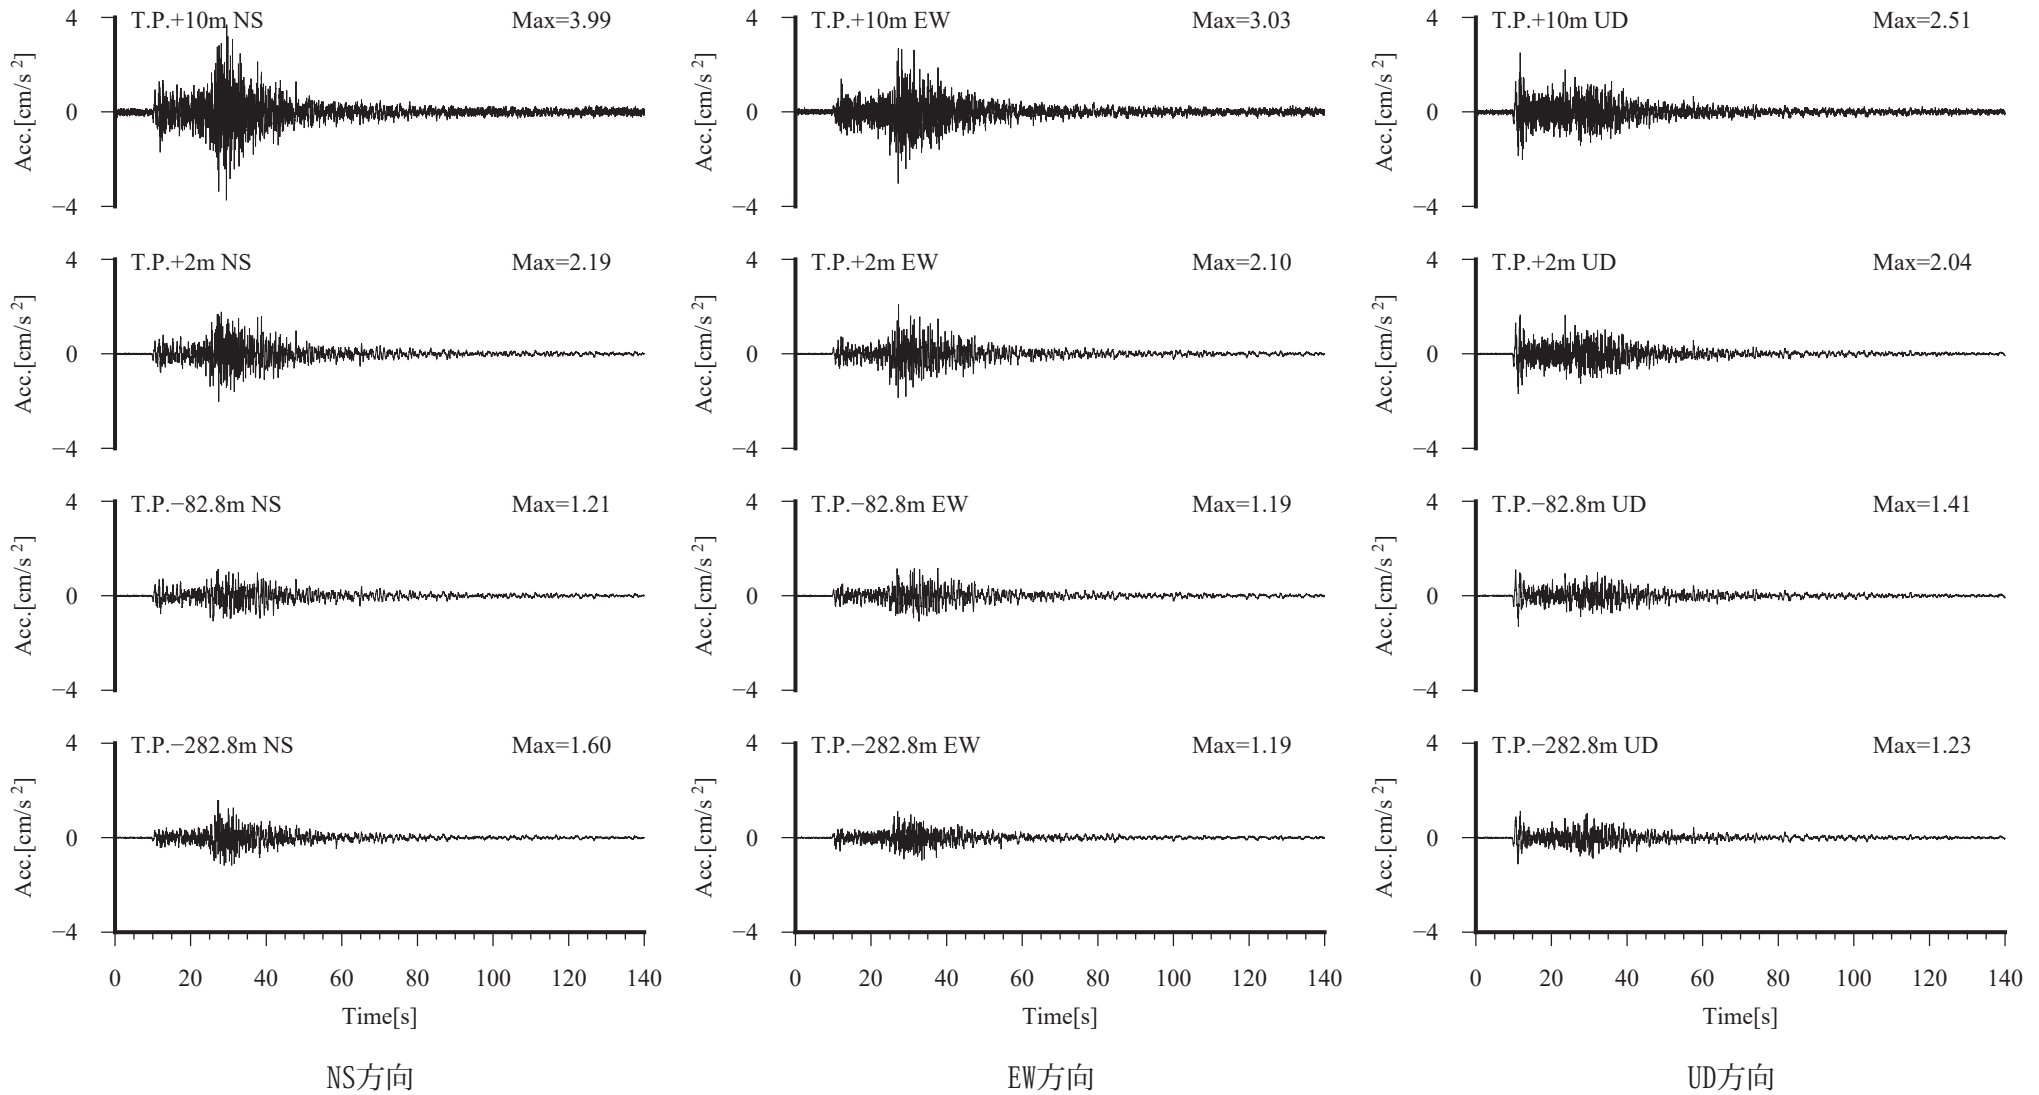 T.P.+10m NS Max=3.99
4
0
−4
Acc.[cm/s²]
T.P.+10m EW Max=3.03
4
0
−4
Acc.[cm/s²]
T.P.+10m UD Max=2.51
4
0
−4
Acc.[cm/s²]
T.P.+2m NS Max=2.19
4
0
−4
Acc.[cm/s²]
T.P.+2m EW Max=2.10
4
0
−4
Acc.[cm/s²]
T.P.+2m UD Max=2.04
4
0
−4
Acc.[cm/s²]
T.P.−82.8m NS Max=1.21
4
0
−4
Acc.[cm/s²]
T.P.−82.8m EW Max=1.19
4
0
−4
Acc.[cm/s²]
T.P.−82.8m UD Max=1.41
4
0
−4
Acc.[cm/s²]
T.P.−282.8m NS Max=1.60
4
0
−4
Acc.[cm/s²]
T.P.−282.8m EW Max=1.19
4
0
−4
Acc.[cm/s²]
T.P.−282.8m UD Max=1.23
4
0
−4
Acc.[cm/s²]
0 20 40 60 80 100 120 140
Time[s]
NS方向
0 20 40 60 80 100 120 140
Time[s]
EW方向
0 20 40 60 80 100 120 140
Time[s]
UD方向